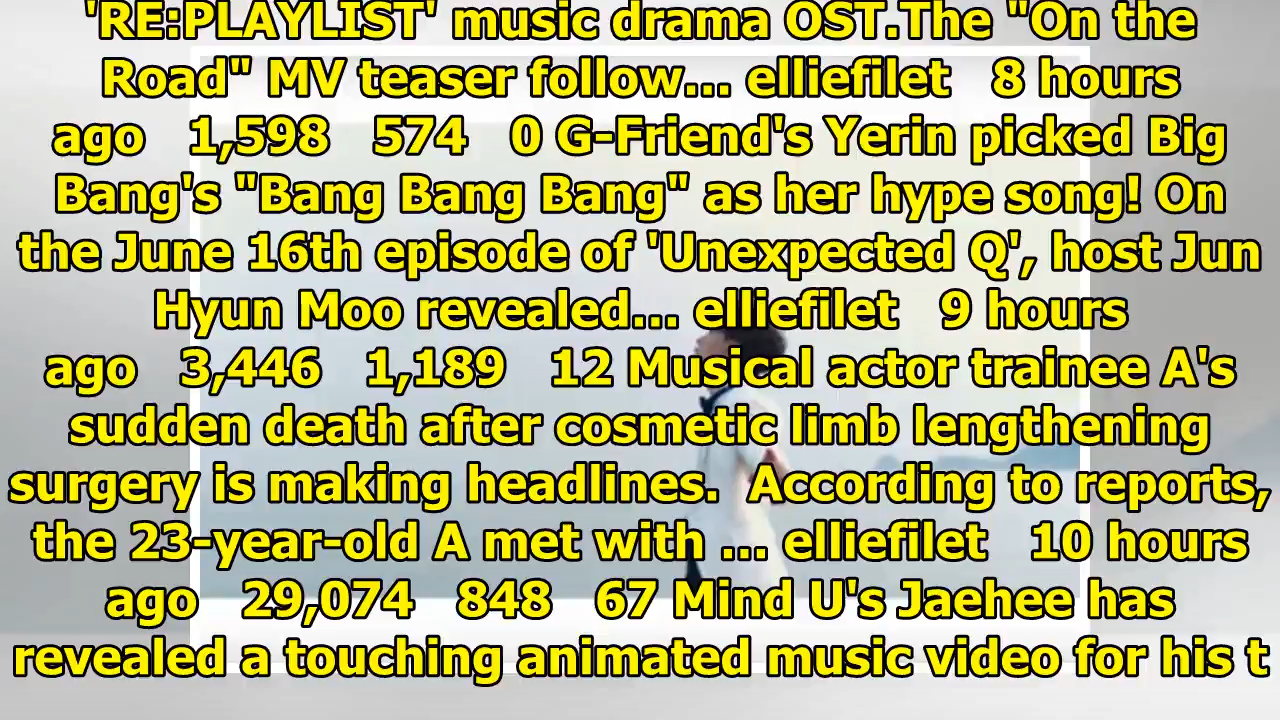 'RE:PLAYLIST' music drama OST.The "On the
Road" MV teaser follow... elliefilet 8 hours
ago 1,598 574 0 G-Friend's Yerin picked Big
Bang's "Bang Bang Bang" as her hype song! On
the June 16th episode of 'Unexpected Q', host Jun
Hyun Moo revealed... elliefilet 9 hours
ago 3,446 1,189 12 Musical actor trainee A's
sudden death after cosmetic limb lengthening
surgery is making headlines. According to reports,
the 23-year-old A met with ... elliefilet 10 hours
ago 29,074 848 67 Mind U's Jaehee has
revealed a touching animated music video for his t